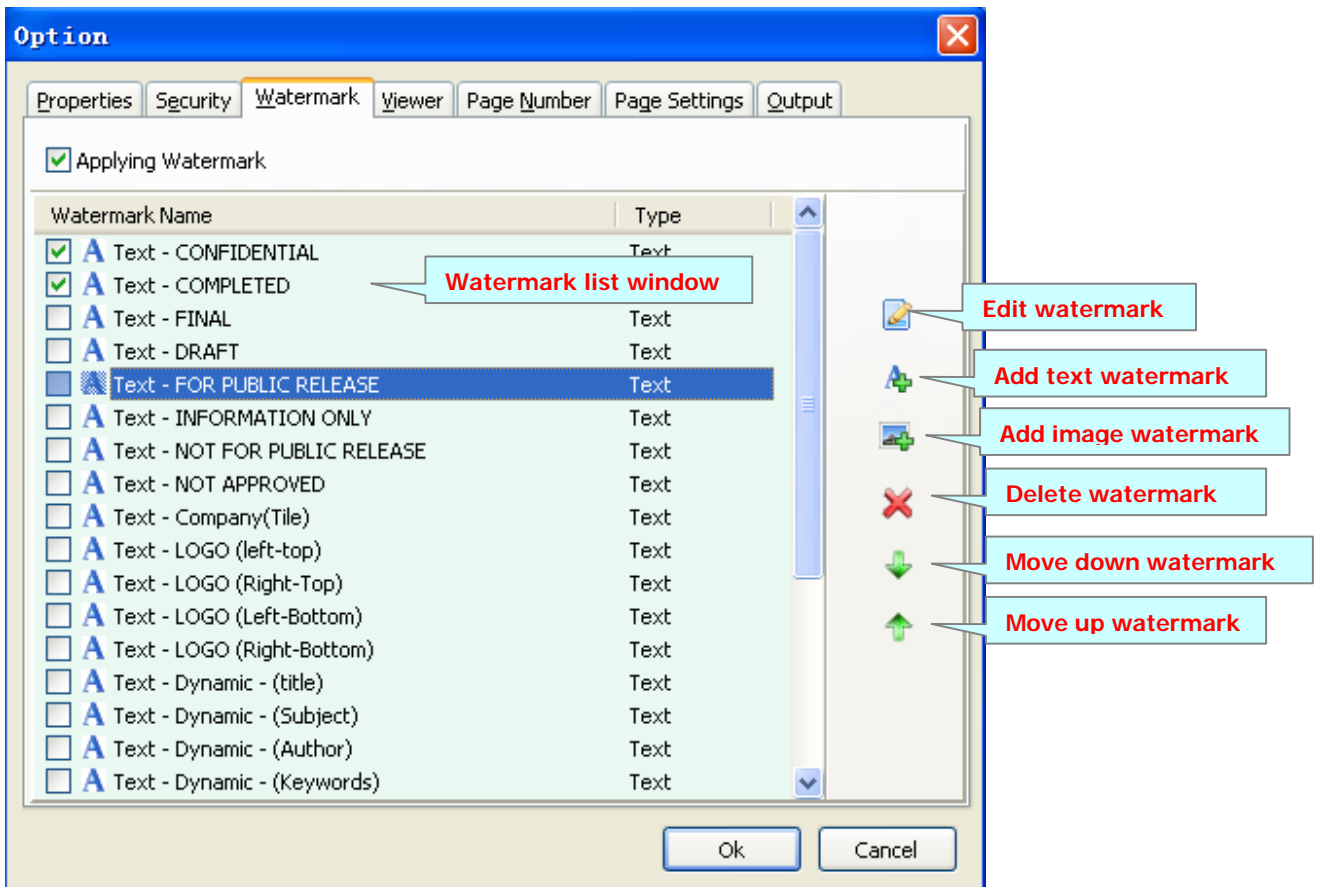 Option
Properties Security Watermark Viewer Page Number Page Settings Output
Applying Watermark
Watermark Name Type
Text - CONFIDENTIAL Text
Text - COMPLETED
Watermark list window
Text - FINAL Text
Edit watermark
Text - DRAFT Text
Text - FOR PUBLIC RELEASE Text
Add text watermark
Text - INFORMATION ONLY Text
Text - NOT FOR PUBLIC RELEASE Text
Add image watermark
Text - NOT APPROVED Text
Delete watermark
Text - Company(Tile) Text
Text - LOGO (left-top) Text
Move down watermark
Text - LOGO (Right-Top) Text
Text - LOGO (Left-Bottom) Text
Move up watermark
Text - LOGO (Right-Bottom) Text
Text - Dynamic - (title) Text
Text - Dynamic - (Subject) Text
Text - Dynamic - (Author) Text
Text - Dynamic - (Keywords) Text
Ok Cancel